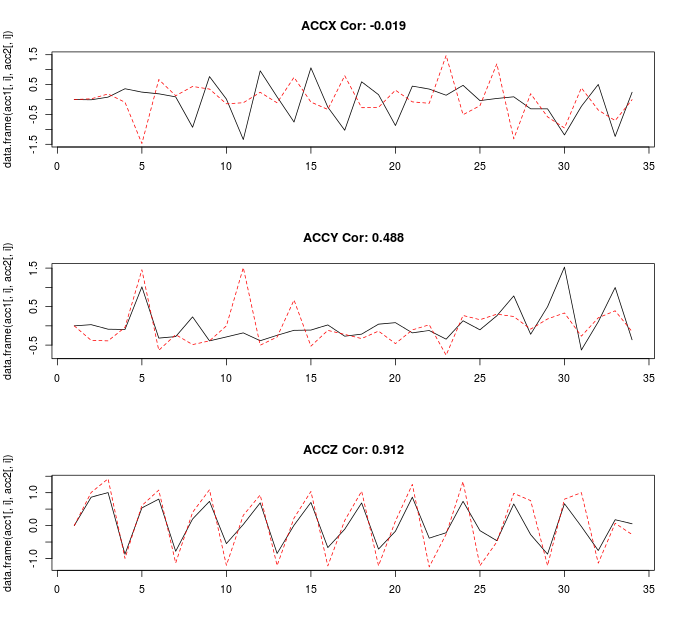 ACCX Cor: -0.019
data.frame(acc1[, i], acc2[, i])
1.5
0.5
-0.5
-1.5
0 5 10 15 20 25 30 35
ACCY Cor: 0.488
data.frame(acc1[, i], acc2[, i])
1.5
0.5
-0.5
0 5 10 15 20 25 30 35
ACCZ Cor: 0.912
data.frame(acc1[, i], acc2[, i])
1.0
0.0
-1.0
0 5 10 15 20 25 30 35